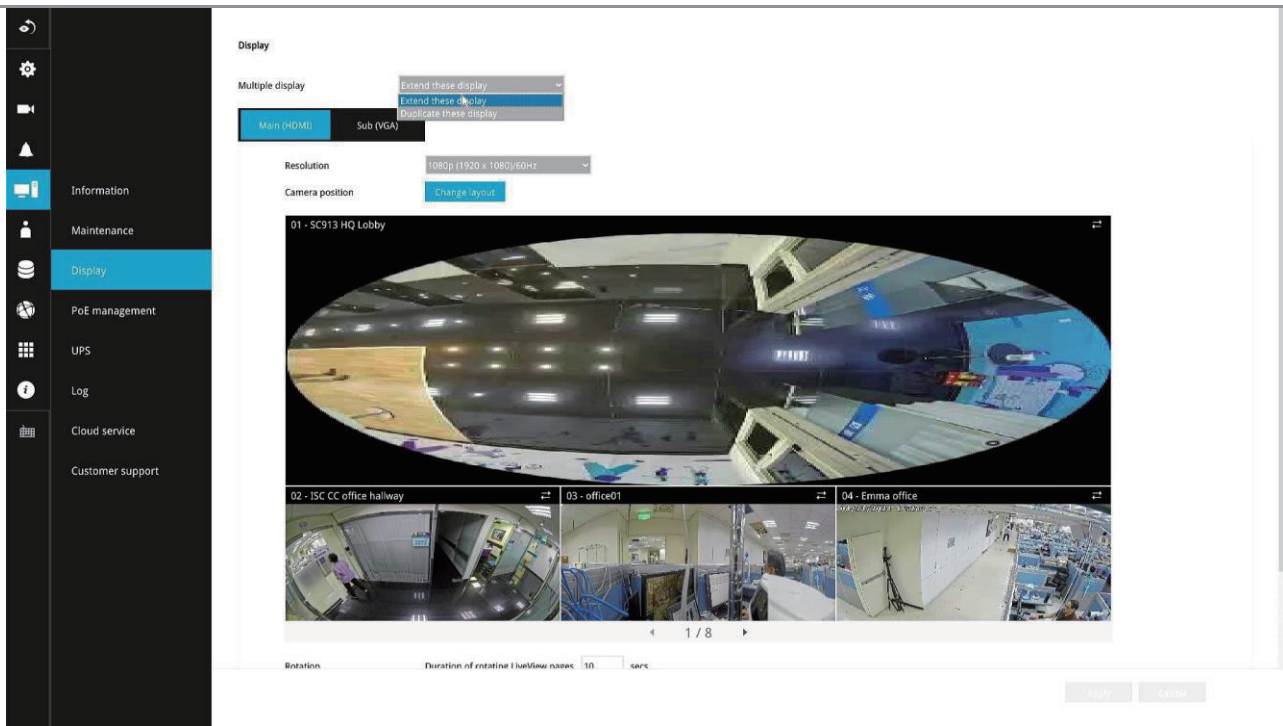 Display
Multiple display
Extend these display
Extend these display
Duplicate these display
Main (HDMI)
Sub (VGA)
Resolution
1080p (1920 x 1080)/60Hz
Camera position
Change layout
Information
Maintenance
Display
PoE management
UPS
Log
Cloud service
Customer support
01 - SC913 HQ Lobby
02 - ISC CC office hallway
03 - office01
04 - Emma office
1 / 8
Rotation
Duration of rotating LiveView pages 10 secs
Apply
Cancel